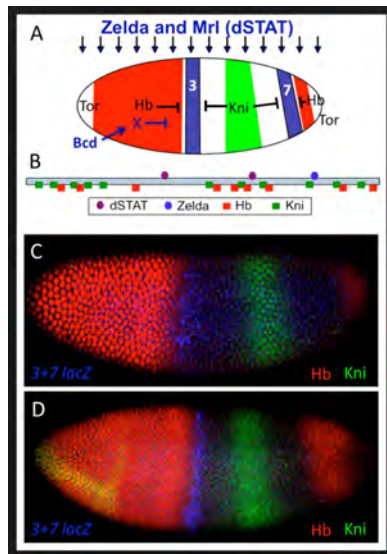 Zelda and Mrl (dSTAT)
A
3
7
Tor
Hb
Kni
Hb
X
Tor
Bcd
B
dSTAT Zelda Hb Kni
C
3+7 lacZ
Hb Kni
D
3+7 lacZ
Hb Kni